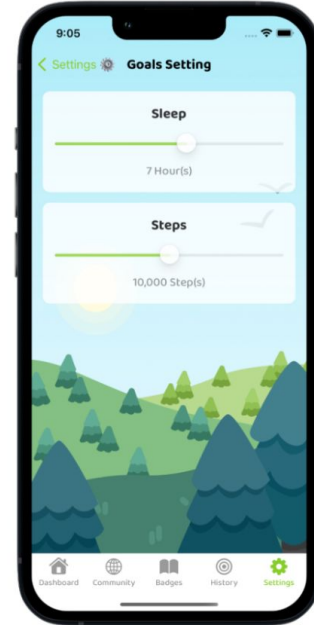 9:05
Settings Goals Setting
Sleep
7 Hour(s)
Steps
10,000 Step(s)
Dashboard Community Badges History Settings